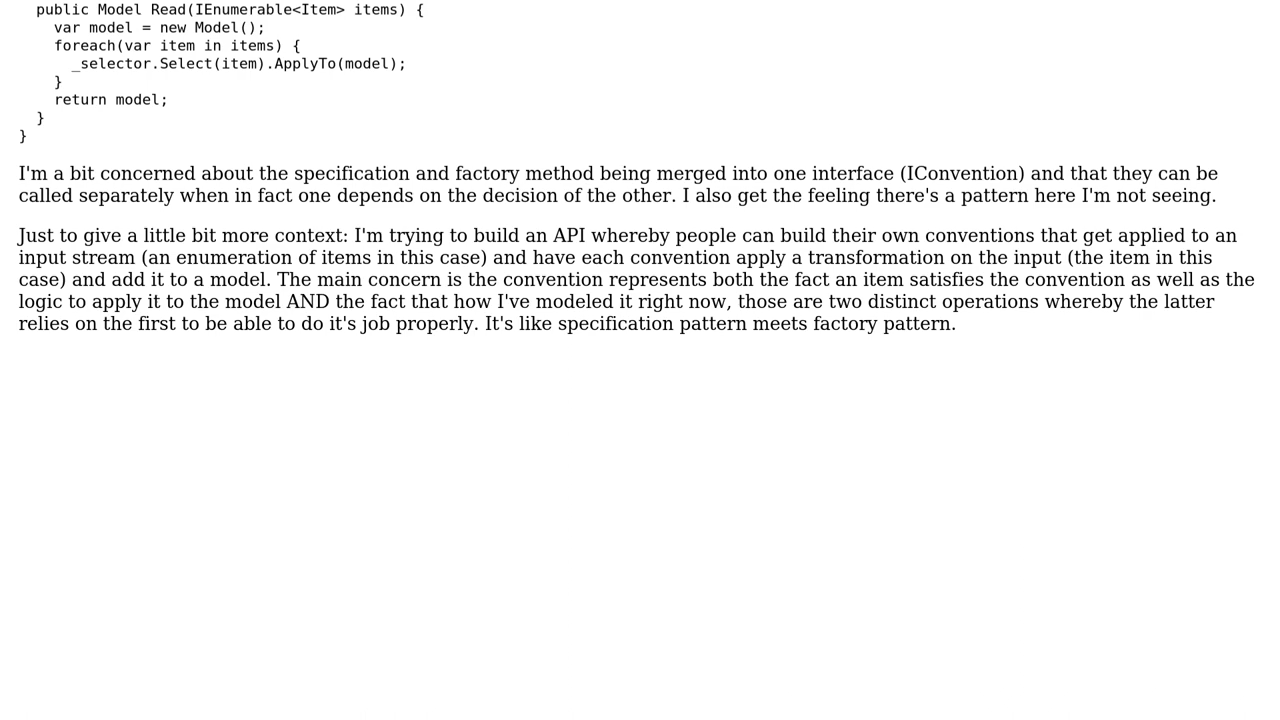 public Model Read(IEnumerable<Item> items) {
var model = new Model();
foreach(var item in items) {
_selector.Select(item).ApplyTo(model);
}
return model;
}
}
I'm a bit concerned about the specification and factory method being merged into one interface (IConvention) and that they can be
called separately when in fact one depends on the decision of the other. I also get the feeling there's a pattern here I'm not seeing.
Just to give a little bit more context: I'm trying to build an API whereby people can build their own conventions that get applied to an
input stream (an enumeration of items in this case) and have each convention apply a transformation on the input (the item in this
case) and add it to a model. The main concern is the convention represents both the fact an item satisfies the convention as well as the
logic to apply it to the model AND the fact that how I've modeled it right now, those are two distinct operations whereby the latter
relies on the first to be able to do it's job properly. It's like specification pattern meets factory pattern.